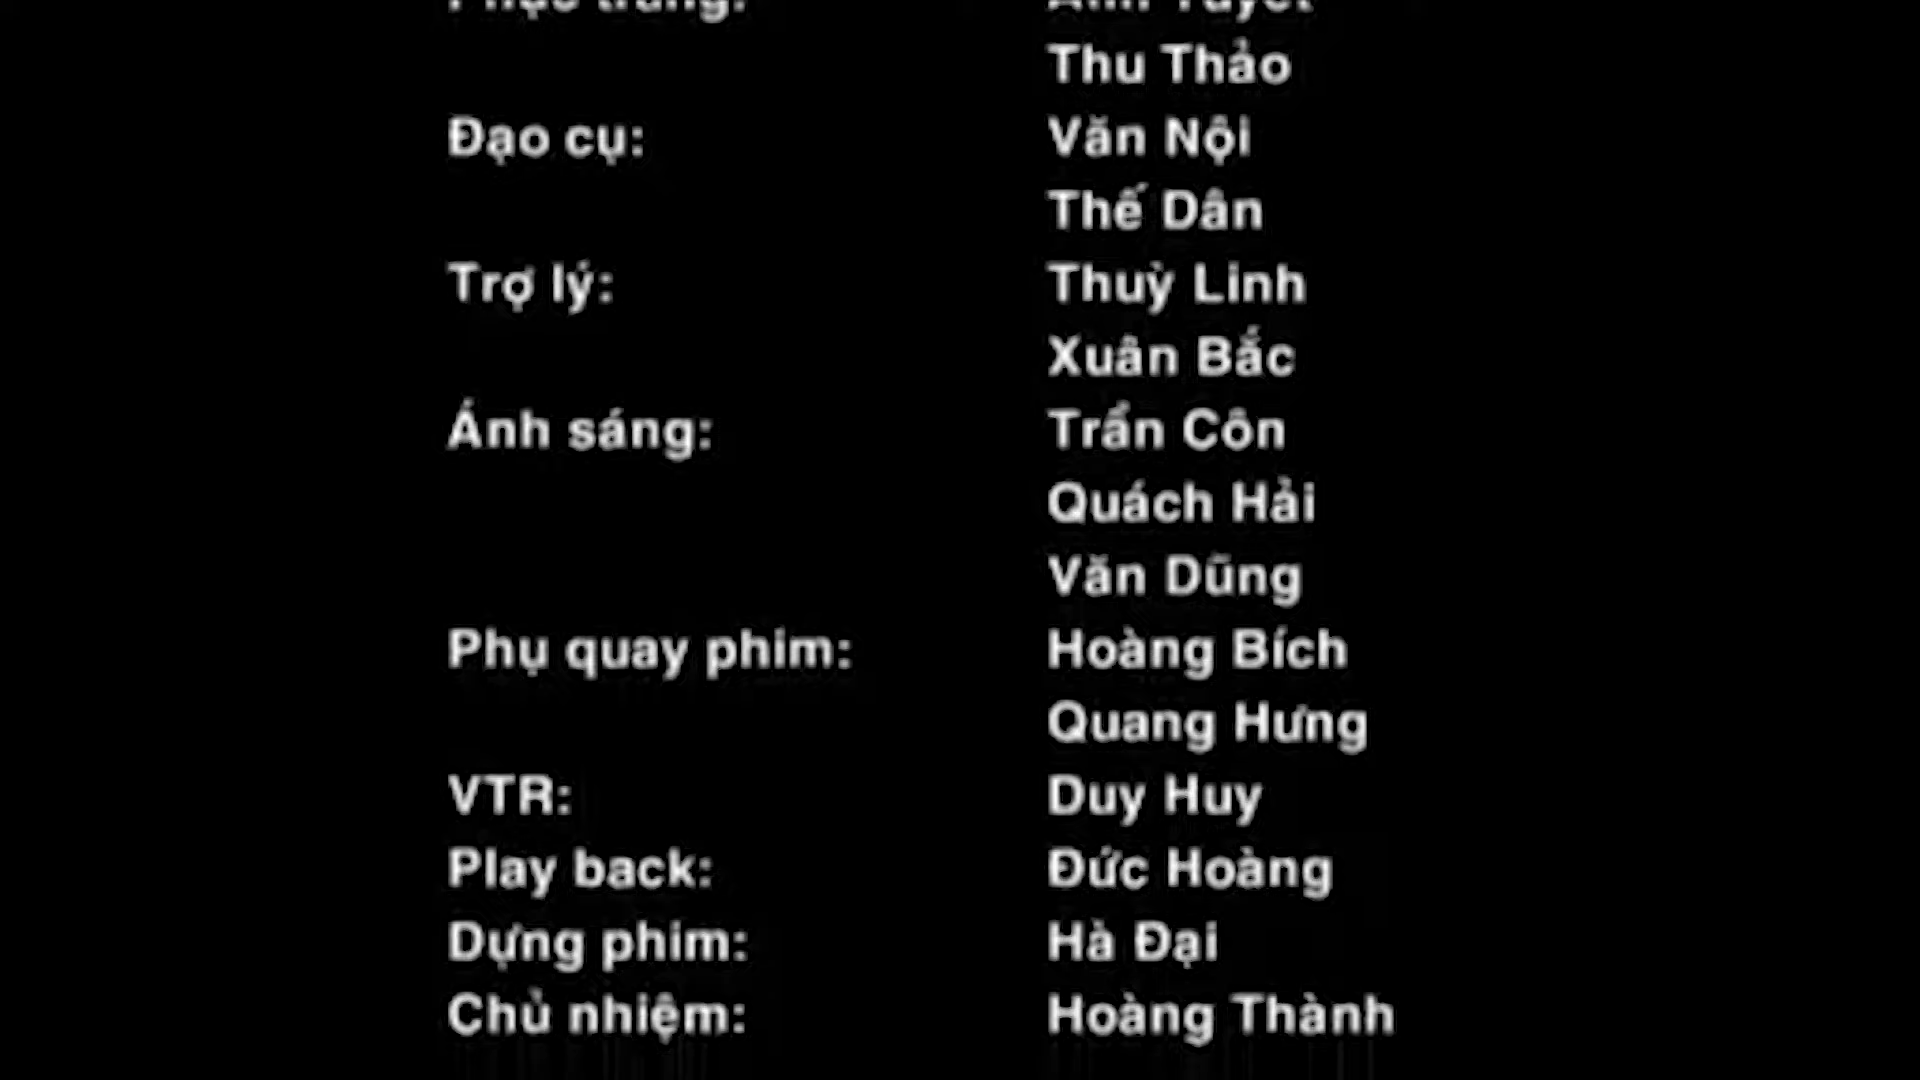 Thu Thảo
Đạo cụ: Văn Nội
Thế Dân
Trợ lý: Thuỳ Linh
Xuân Bắc
Ánh sáng: Trần Côn
Quách Hải
Văn Dũng
Phụ quay phim: Hoàng Bích
Quang Hưng
VTR: Duy Huy
Play back: Đức Hoàng
Dựng phim: Hà Đại
Chủ nhiệm: Hoàng Thành